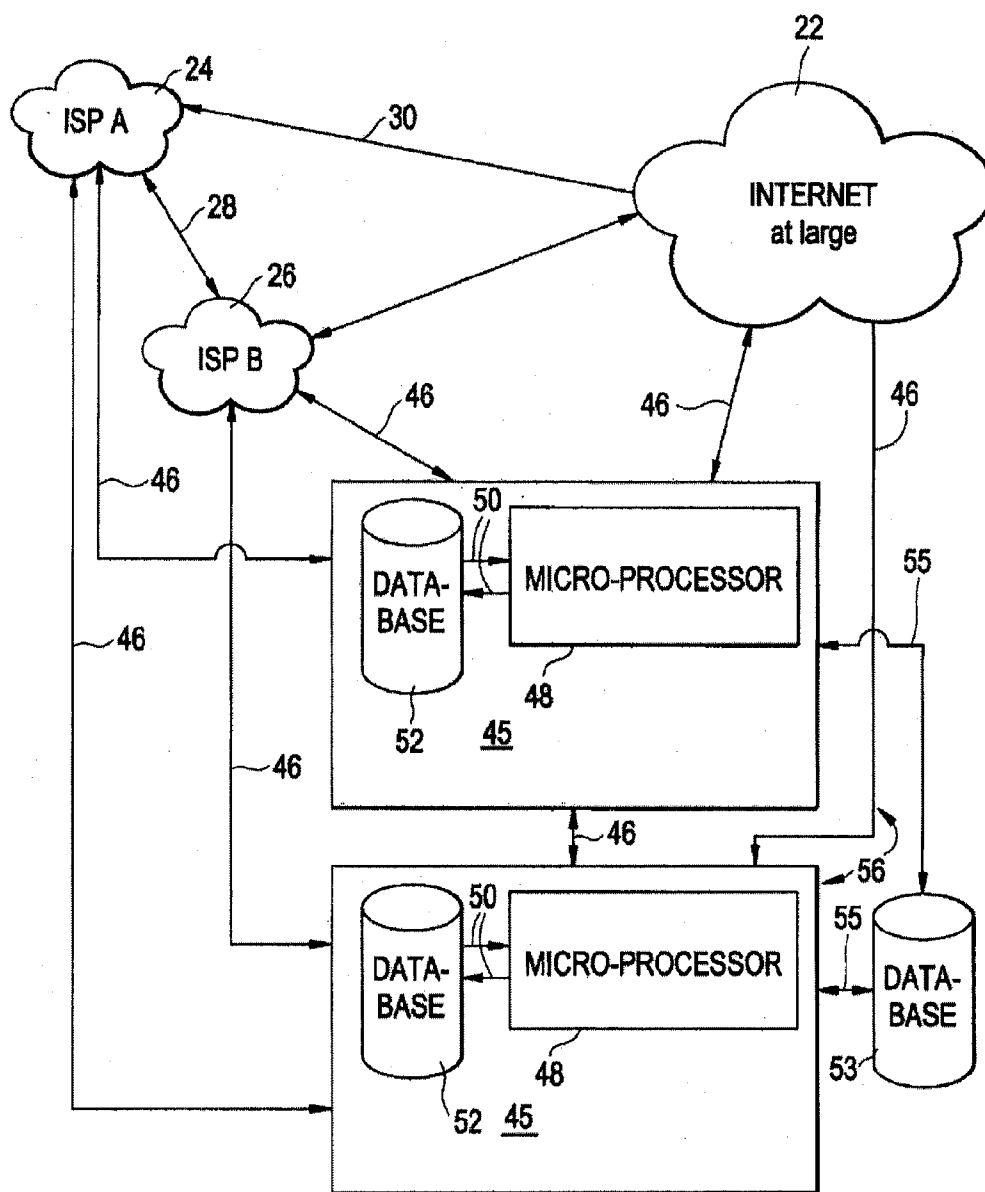 22
24
ISP A
30
INTERNET
at large
28
26
ISP B
46
46
46
46
50
DATA-
BASE
MICRO-PROCESSOR
55
46
48
52
45
46
46
56
50
DATA-
BASE
MICRO-PROCESSOR
55
DATA-
BASE
53
48
52
45